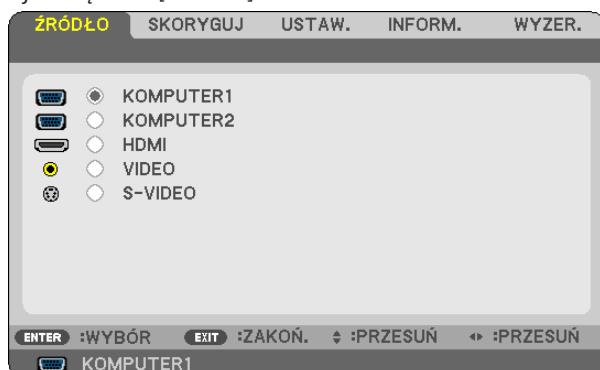 ŹRÓDŁO SKORYGUJ USTAW. INFORM. WYZER.
KOMPUTER1
KOMPUTER2
HDMI
VIDEO
S-VIDEO
ENTER :WYBÓR EXIT :ZAKOŃ. :PRZESUŃ :PRZESUŃ
KOMPUTER1